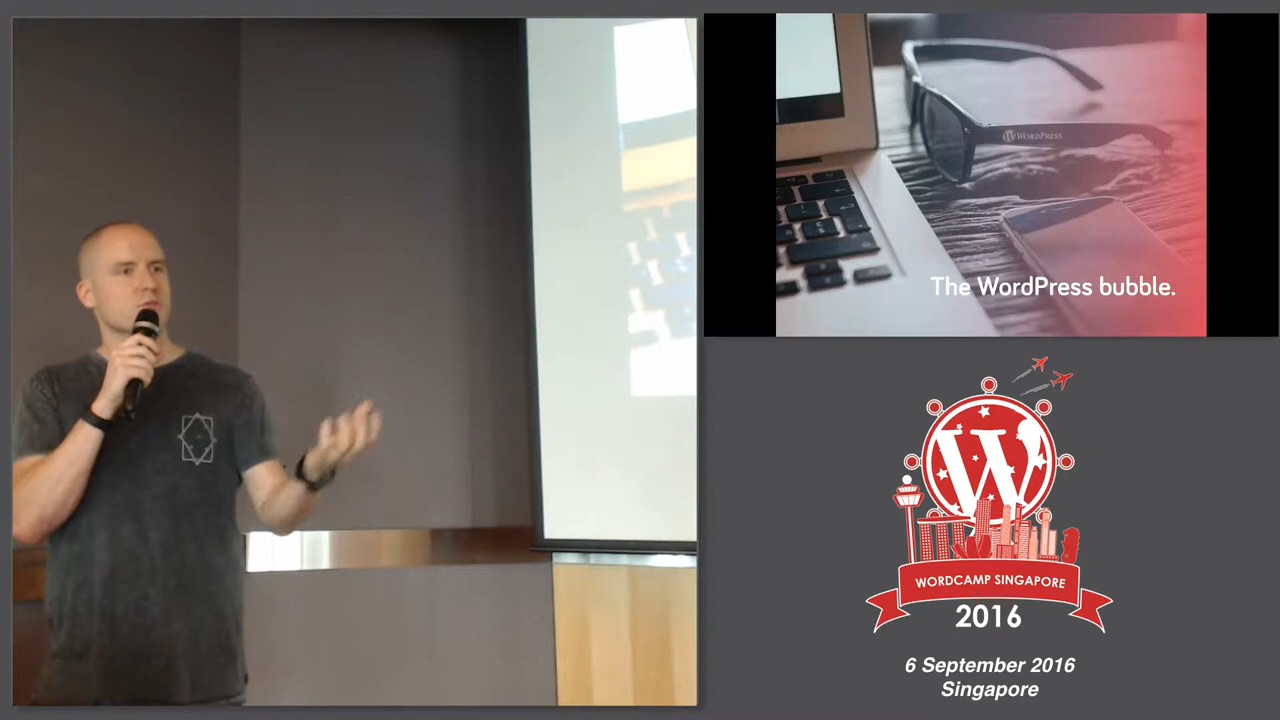 WORDPRESS
The WordPress bubble.
W
WORDCAMP SINGAPORE
2016
6 September 2016
Singapore